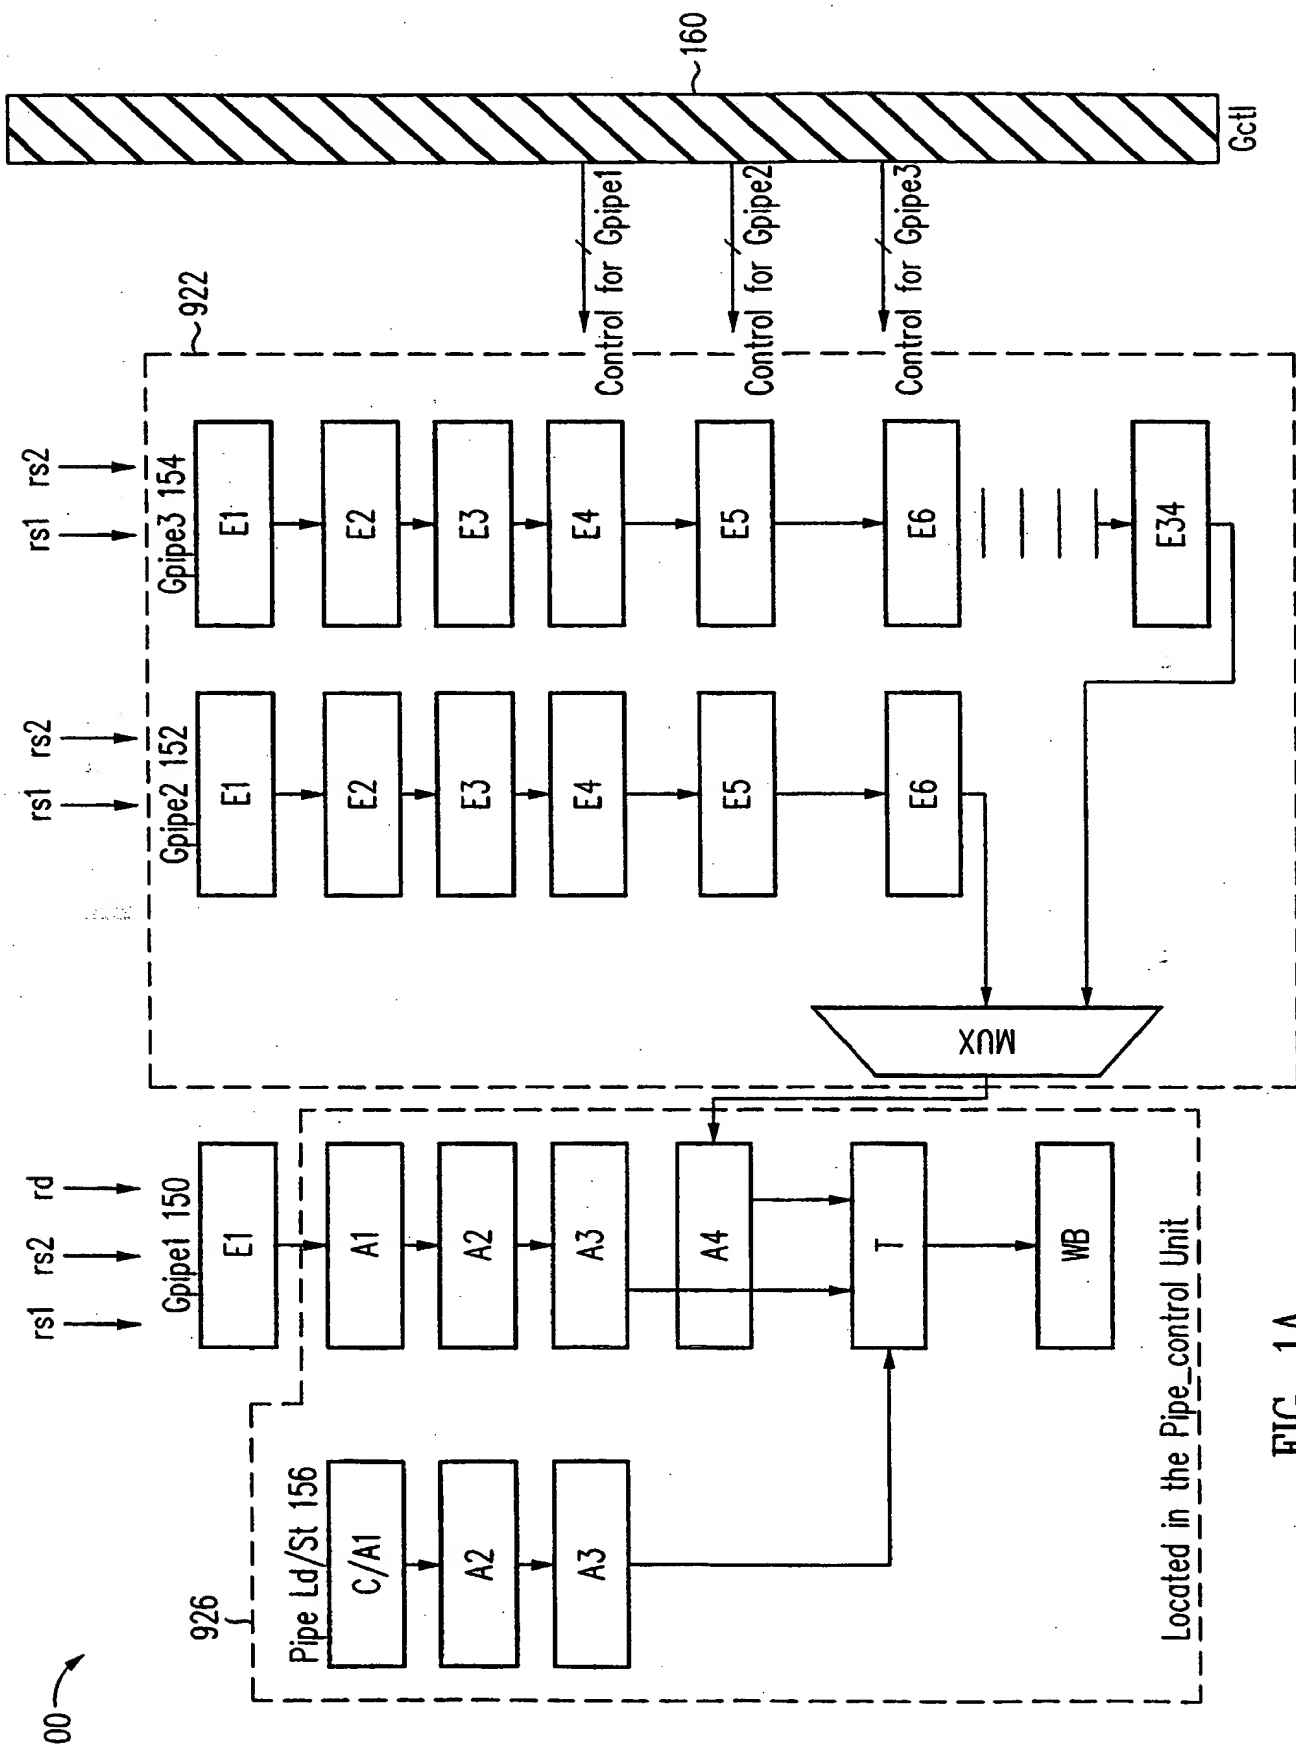 00
926
Pipe Ld/St 156
C/A1
A2
A3
rs1 rs2 rd
Gpipe1 150
E1
A1
A2
A3
A4
T
WB
Located in the Pipe_control Unit
rs1 rs2
Gpipe2 152
E1
E2
E3
E4
E5
E6
MUX
rs1 rs2
Gpipe3 154
E1
E2
E3
E4
E5
E6
E34
922
Control for Gpipe1
Control for Gpipe2
Control for Gpipe3
160
Gctl
FIG. 1A